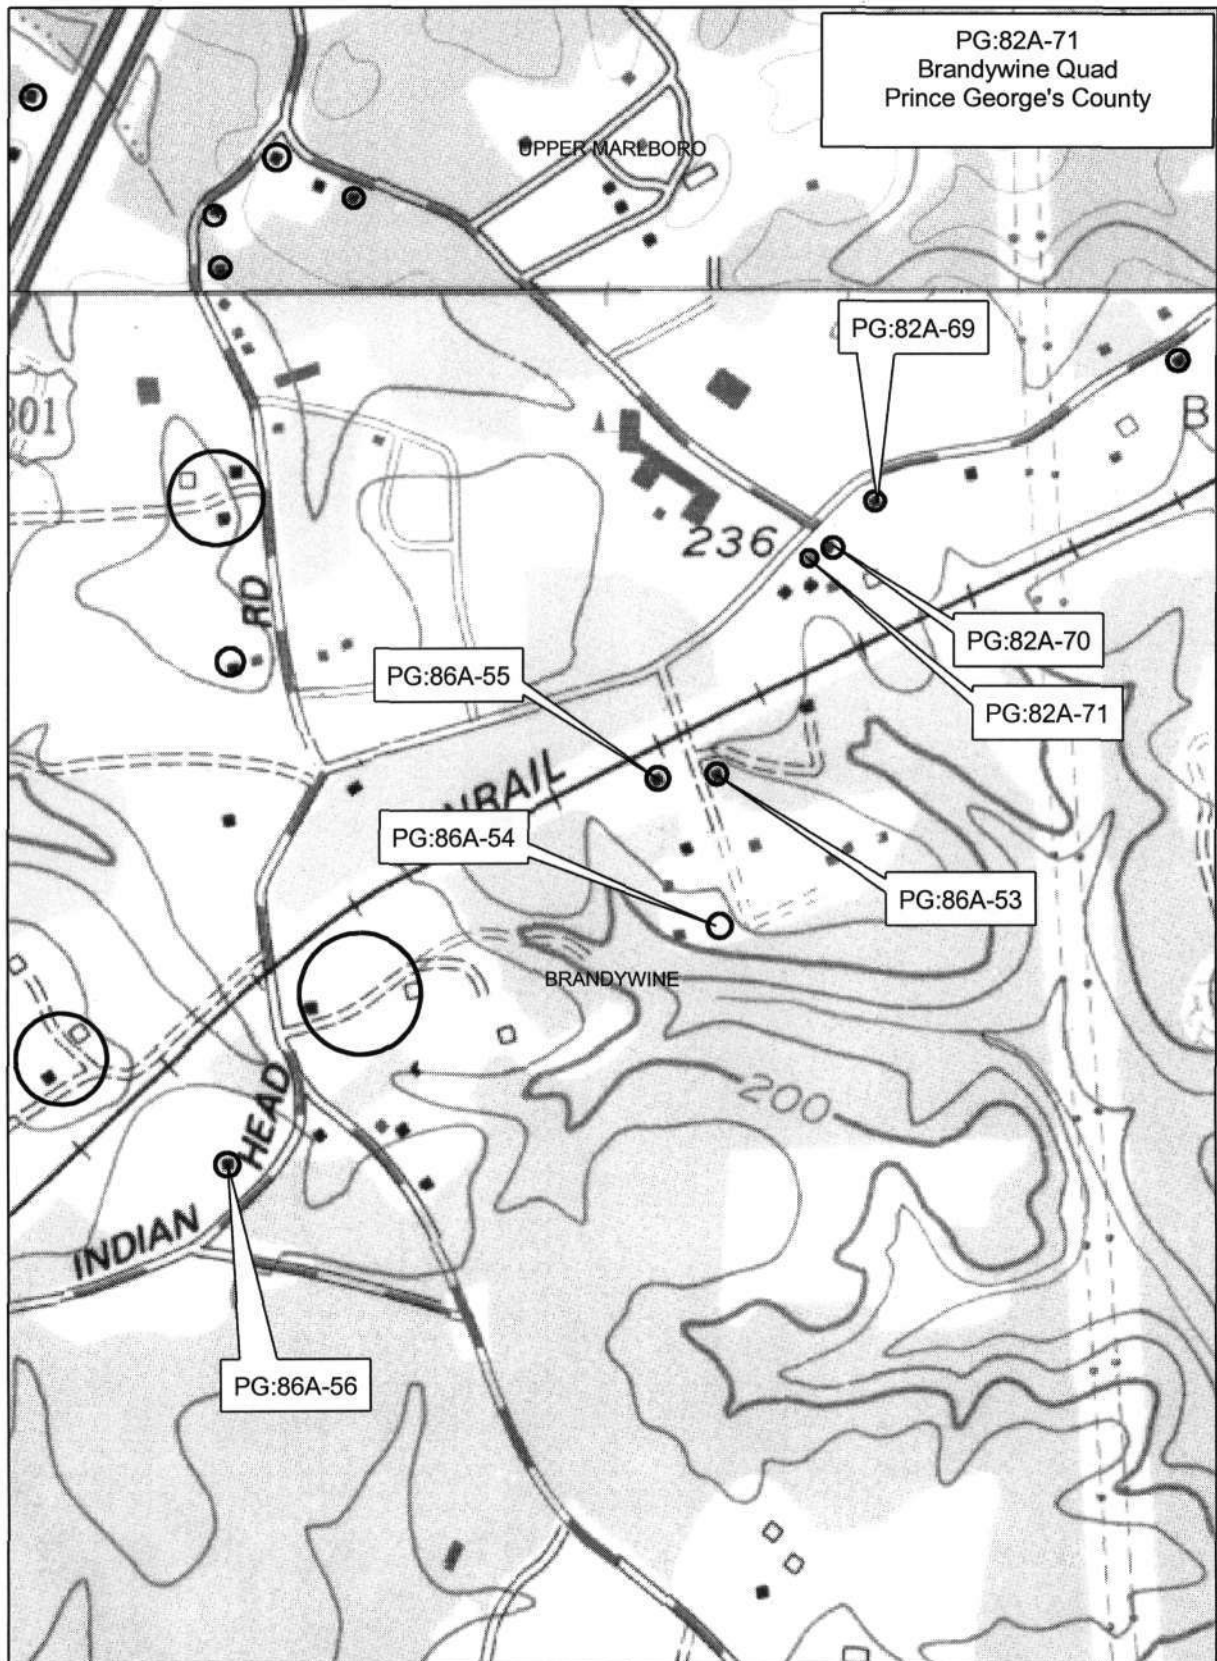 PG:82A-71
Brandywine Quad
Prince George's County
UPPER MARLBORO
PG:82A-69
301
B
236
RD
PG:82A-70
PG:86A-55
PG:82A-71
NRAIL
PG:86A-54
PG:86A-53
BRANDYWINE
200
HEAD
INDIAN
PG:86A-56